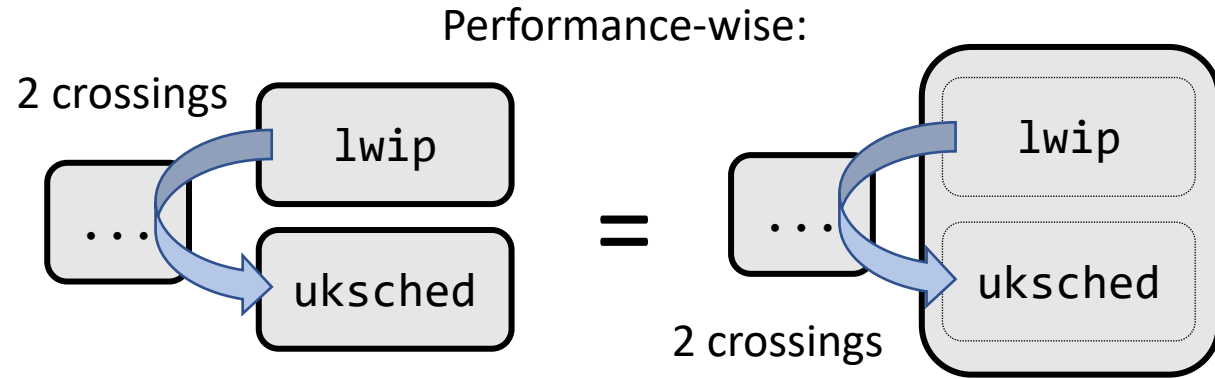 Performance-wise:
2 crossings
lwip
...
uksched
=
lwip
...
uksched
2 crossings